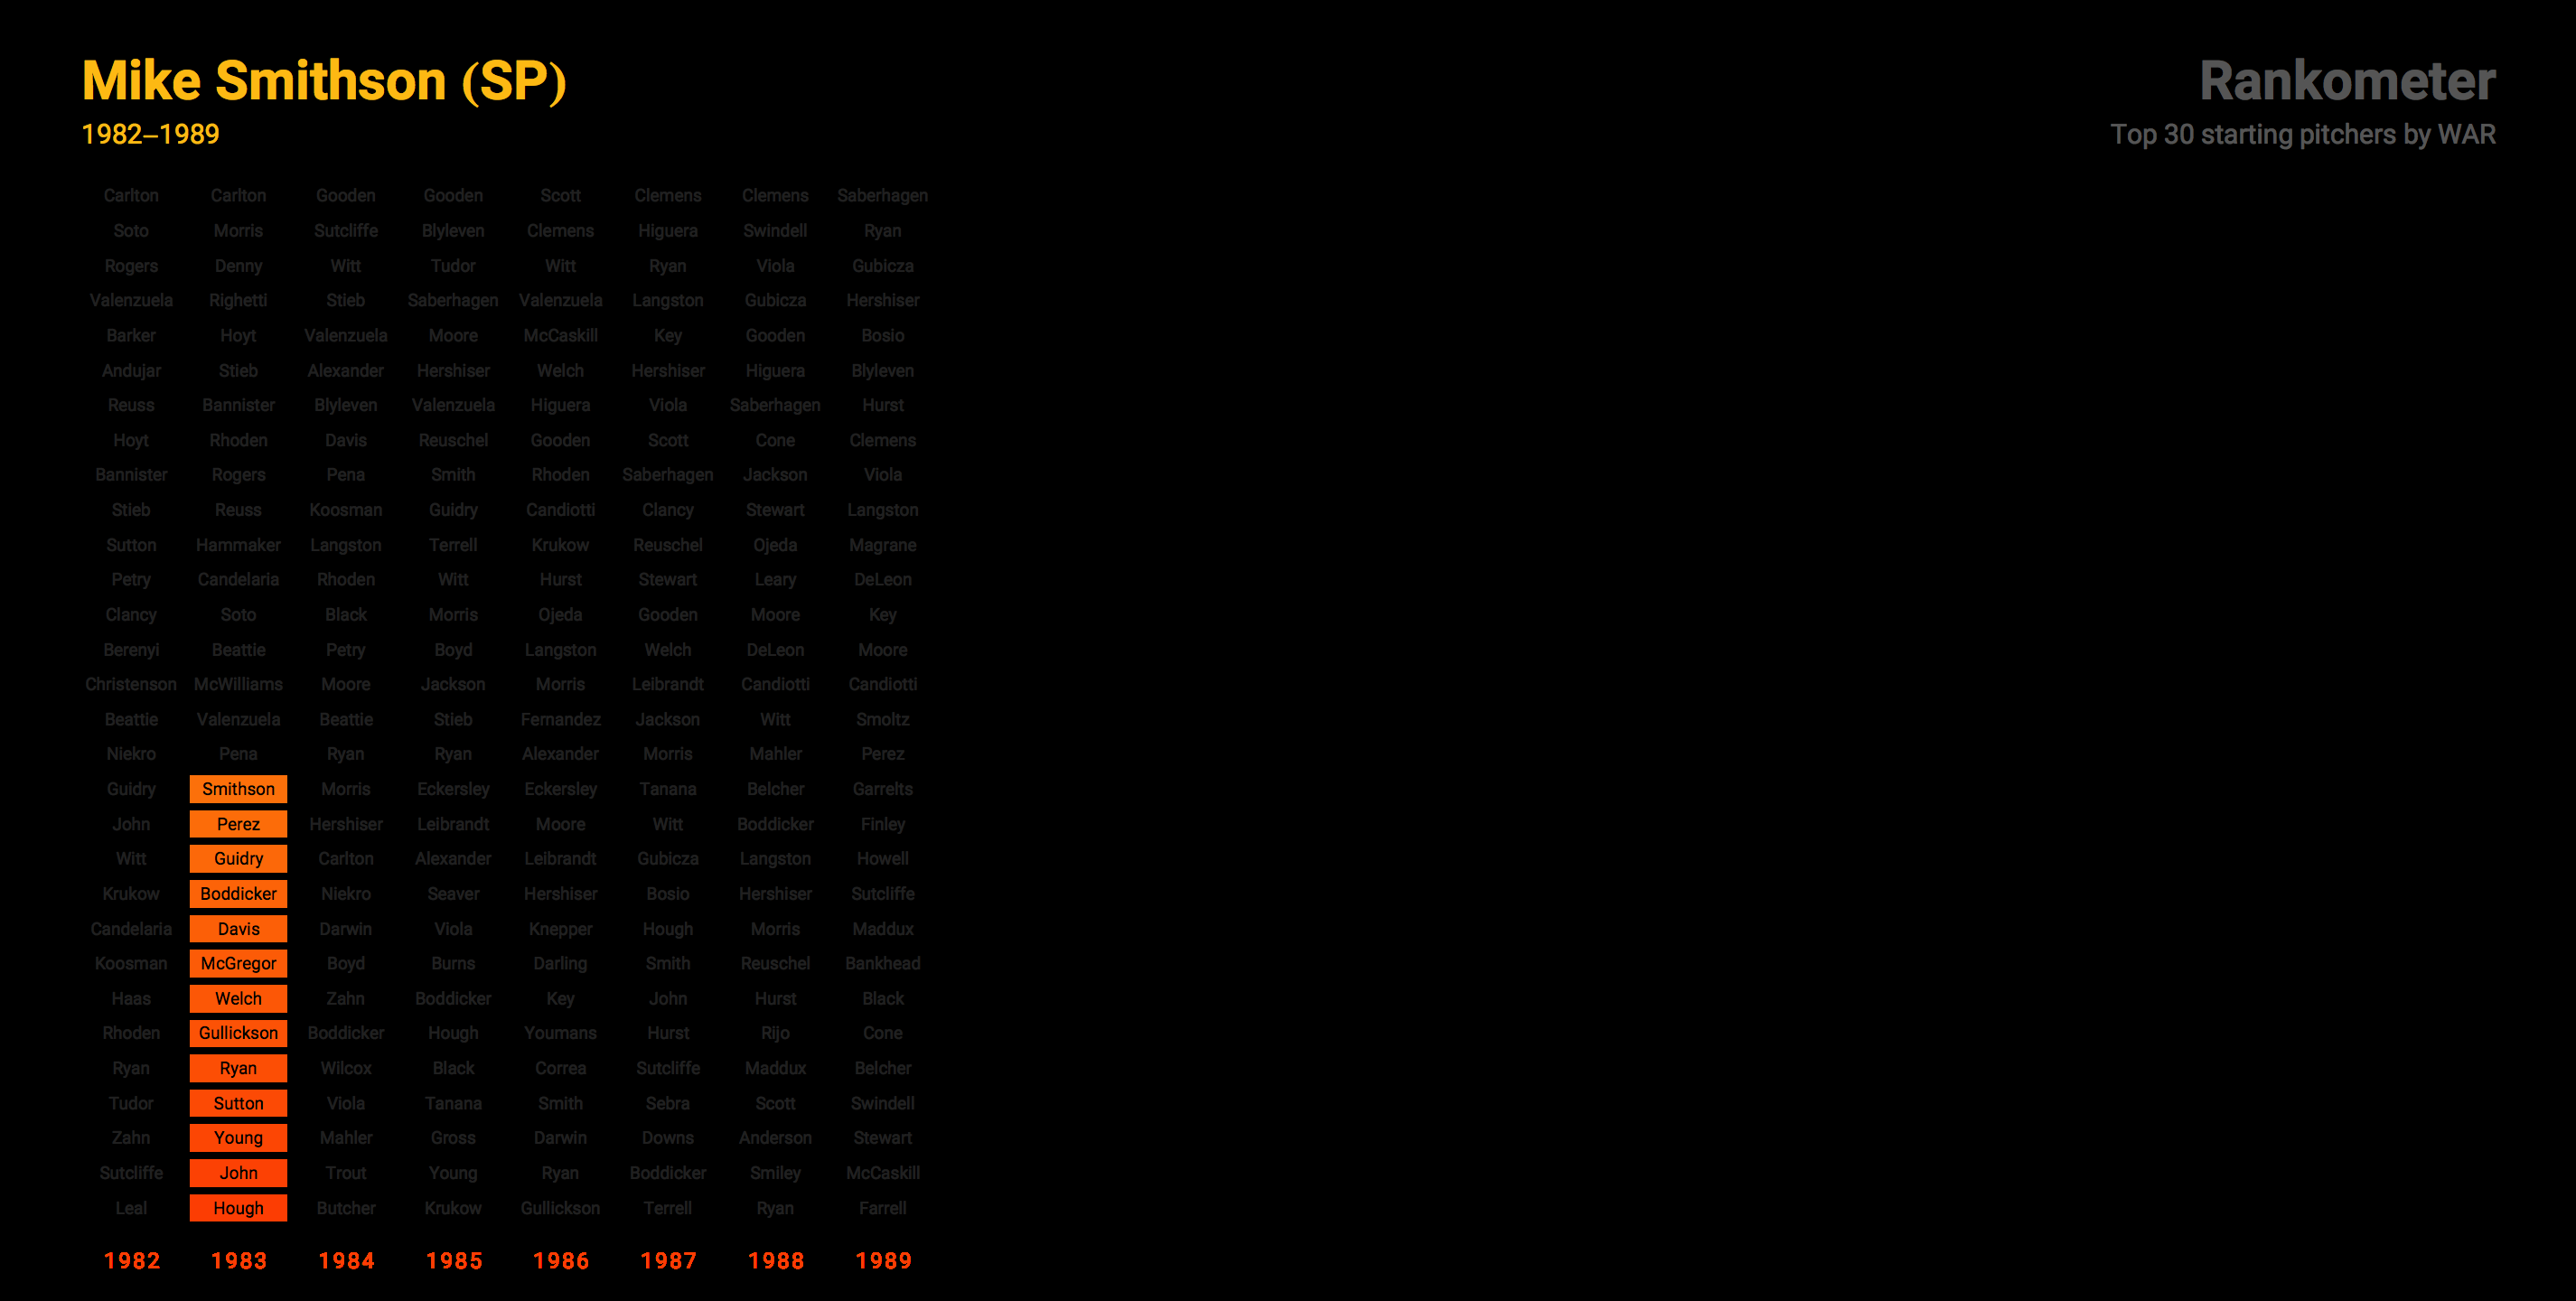 Mike Smithson (SP)
1982–1989
Rankometer
Top 30 starting pitchers by WAR
Carlton Carlton Gooden Gooden Scott Clemens Clemens Saberhagen
Soto Morris Sutcliffe Blyleven Clemens Higuera Swindell Ryan
Rogers Denny Witt Tudor Witt Ryan Viola Gubicza
Valenzuela Righetti Stieb Saberhagen Valenzuela Langston Gubicza Hershiser
Barker Hoyt Valenzuela Moore McCaskill Key Gooden Bosio
Andujar Stieb Alexander Hershiser Welch Hershiser Higuera Blyleven
Reuss Bannister Blyleven Valenzuela Higuera Viola Saberhagen Hurst
Hoyt Rhoden Davis Reuschel Gooden Scott Cone Clemens
Bannister Rogers Pena Smith Rhoden Saberhagen Jackson Viola
Stieb Reuss Koosman Guidry Candiotti Clancy Stewart Langston
Sutton Hammaker Langston Terrell Krukow Reuschel Ojeda Magrane
Petry Candelaria Rhoden Witt Hurst Stewart Leary DeLeon
Clancy Soto Black Morris Ojeda Gooden Moore Key
Berenyi Beattie Petry Boyd Langston Welch DeLeon Moore
Christenson McWilliams Moore Jackson Morris Leibrandt Candiotti Candiotti
Beattie Valenzuela Beattie Stieb Fernandez Jackson Witt Smoltz
Niekro Pena Ryan Ryan Alexander Morris Mahler Perez
Guidry Smithson Morris Eckersley Eckersley Tanana Belcher Garrelts
John Perez Hershiser Leibrandt Moore Witt Boddicker Finley
Witt Guidry Carlton Alexander Leibrandt Gubicza Langston Howell
Krukow Boddicker Niekro Seaver Hershiser Bosio Hershiser Sutcliffe
Candelaria Davis Darwin Viola Knepper Hough Morris Maddux
Koosman McGregor Boyd Burns Darling Smith Reuschel Bankhead
Haas Welch Zahn Boddicker Key John Hurst Black
Rhoden Gullickson Boddicker Hough Youmans Hurst Rijo Cone
Ryan Ryan Wilcox Black Correa Sutcliffe Maddux Belcher
Tudor Sutton Viola Tanana Smith Sebra Scott Swindell
Zahn Young Mahler Gross Darwin Downs Anderson Stewart
Sutcliffe John Trout Young Ryan Boddicker Smiley McCaskill
Leal Hough Butcher Krukow Gullickson Terrell Ryan Farrell
1982 1983 1984 1985 1986 1987 1988 1989